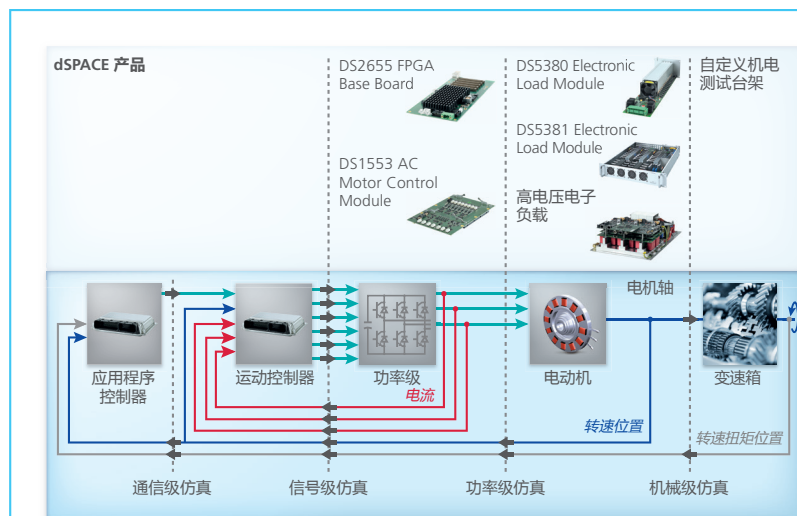 dSPACE 产品
DS2655 FPGA
Base Board
DS1553 AC
Motor Control
Module
DS5380 Electronic
Load Module
DS5381 Electronic
Load Module
高电压电子
负载
自定义机电
测试台架
电机轴
应用程序
控制器
运动控制器
功率级
电动机
变速箱
电流
转速位置
转速扭矩位置
通信级仿真
信号级仿真
功率级仿真
机械级仿真